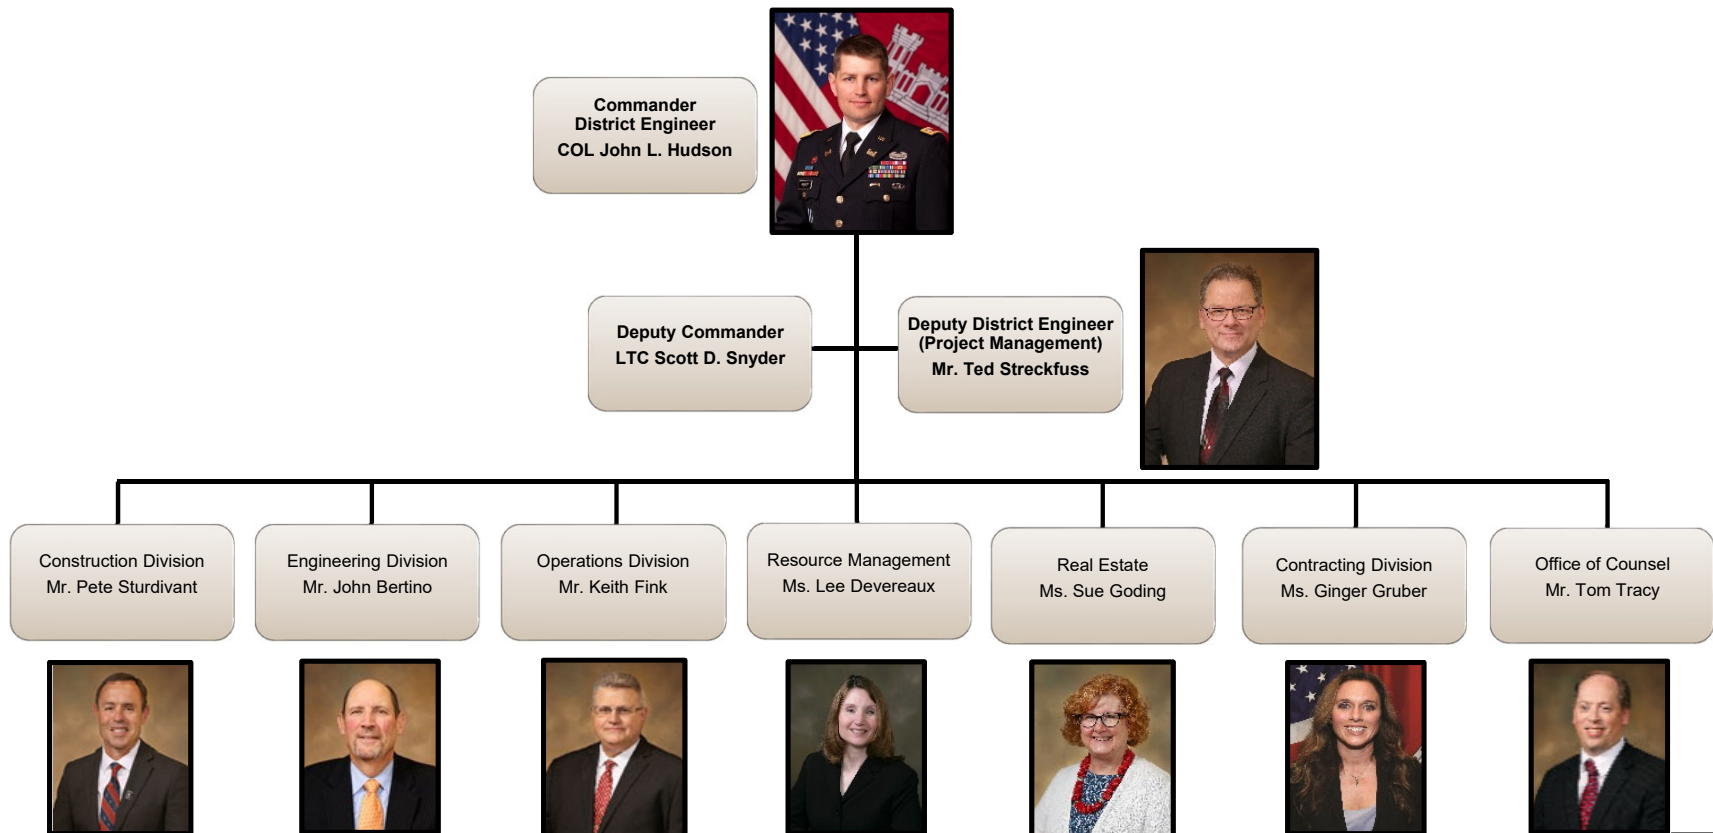 Commander
District Engineer
COL John L. Hudson
Deputy Commander
LTC Scott D. Snyder
Deputy District Engineer
(Project Management)
Mr. Ted Streckfuss
Construction Division
Mr. Pete Sturdivant
Engineering Division
Mr. John Bertino
Operations Division
Mr. Keith Fink
Resource Management
Ms. Lee Devereaux
Real Estate
Ms. Sue Goding
Contracting Division
Ms. Ginger Gruber
Office of Counsel
Mr. Tom Tracy